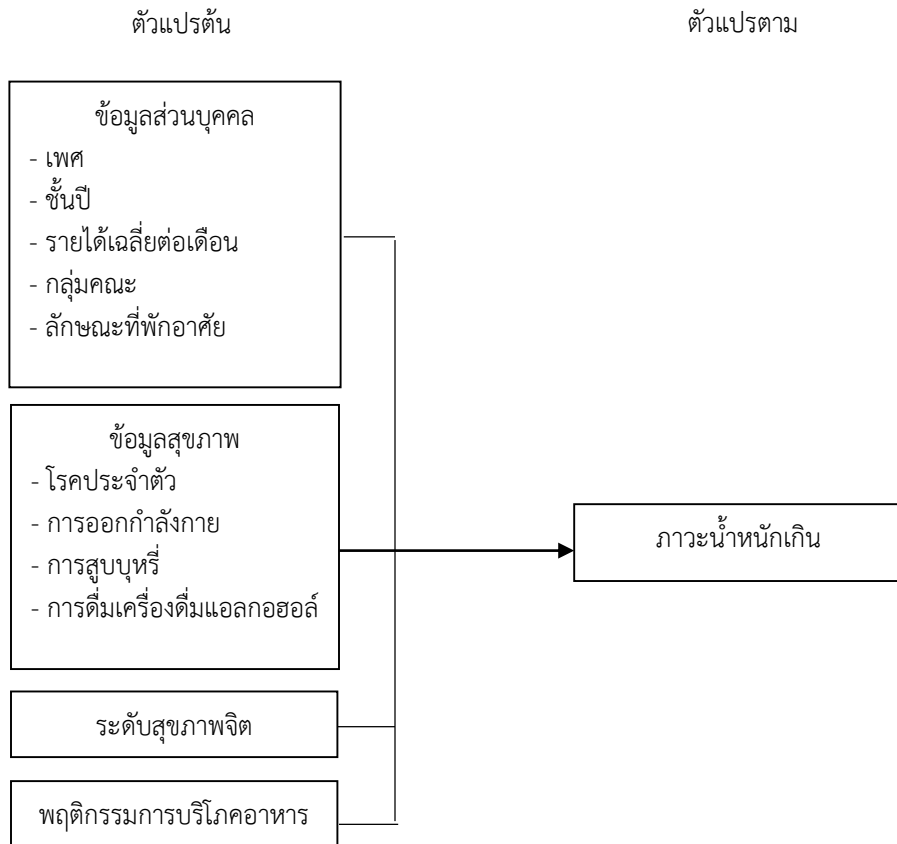 ตัวแปรต้น
ตัวแปรตาม
ข้อมูลส่วนบุคคล
- เพศ
- ชั้นปี
- รายได้เฉลี่ยต่อเดือน
- กลุ่มคณะ
- ลักษณะที่พักอาศัย
ข้อมูลสุขภาพ
- โรคประจำตัว
- การออกกำลังกาย
- การสูบบุหรี่
- การดื่มเครื่องดื่มแอลกอฮอล์
ภาวะน้ำหนักเกิน
ระดับสุขภาพจิต
พฤติกรรมการบริโภคอาหาร